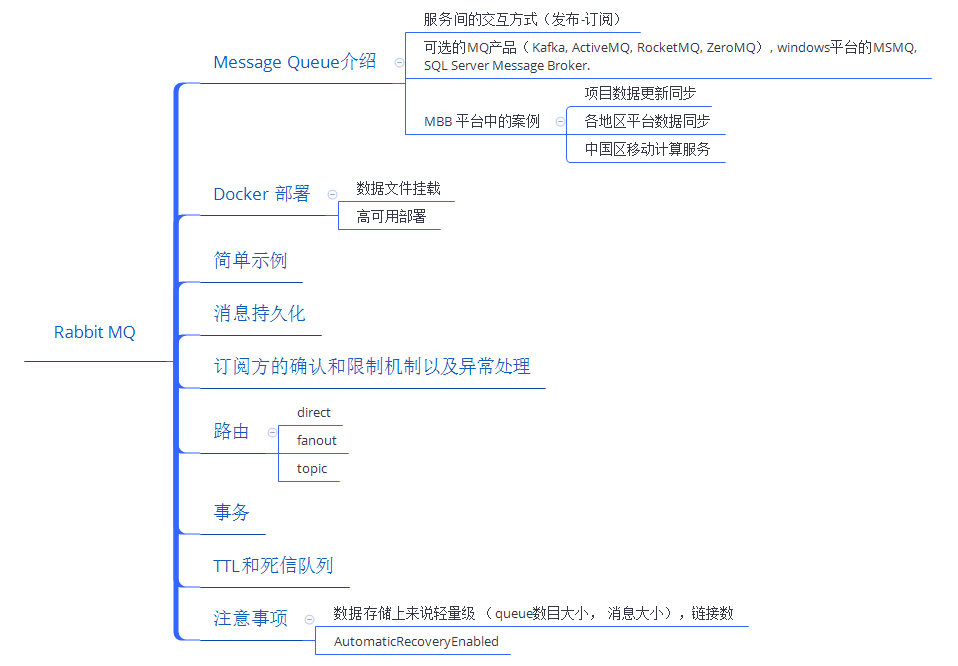 Rabbit MQ
Message Queue介绍
服务间的交互方式（发布-订阅）
可选的MQ产品（ Kafka, ActiveMQ, RocketMQ, ZeroMQ）, windows平台的MSMQ,
SQL Server Message Broker.
MBB 平台中的案例
项目数据更新同步
各地区平台数据同步
中国区移动计算服务
Docker 部署
数据文件挂载
高可用部署
简单示例
消息持久化
订阅方的确认和限制机制以及异常处理
路由
direct
fanout
topic
事务
TTL和死信队列
注意事项
数据存储上来说轻量级 （ queue数目大小， 消息大小），链接数
AutomaticRecoveryEnabled